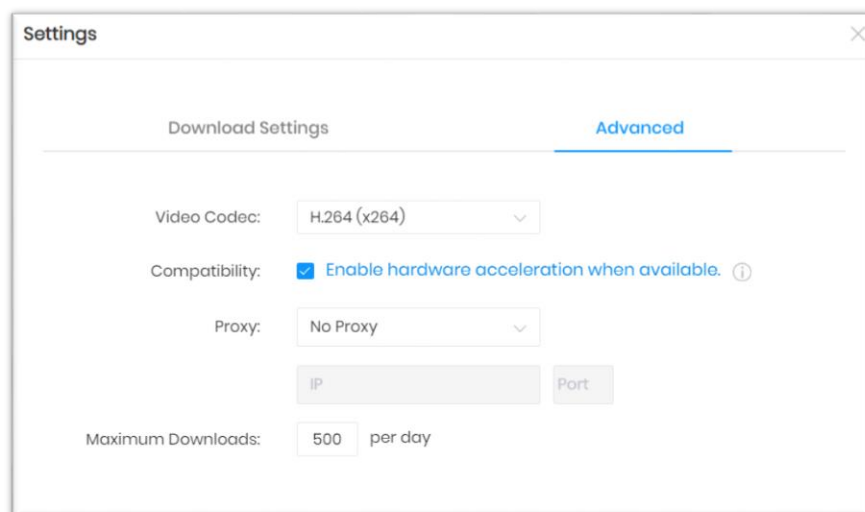 Settings
Download Settings Advanced
Video Codec: H.264 (x264)
Compatibility: Enable hardware acceleration when available.
Proxy: No Proxy
IP Port
Maximum Downloads: 500 per day